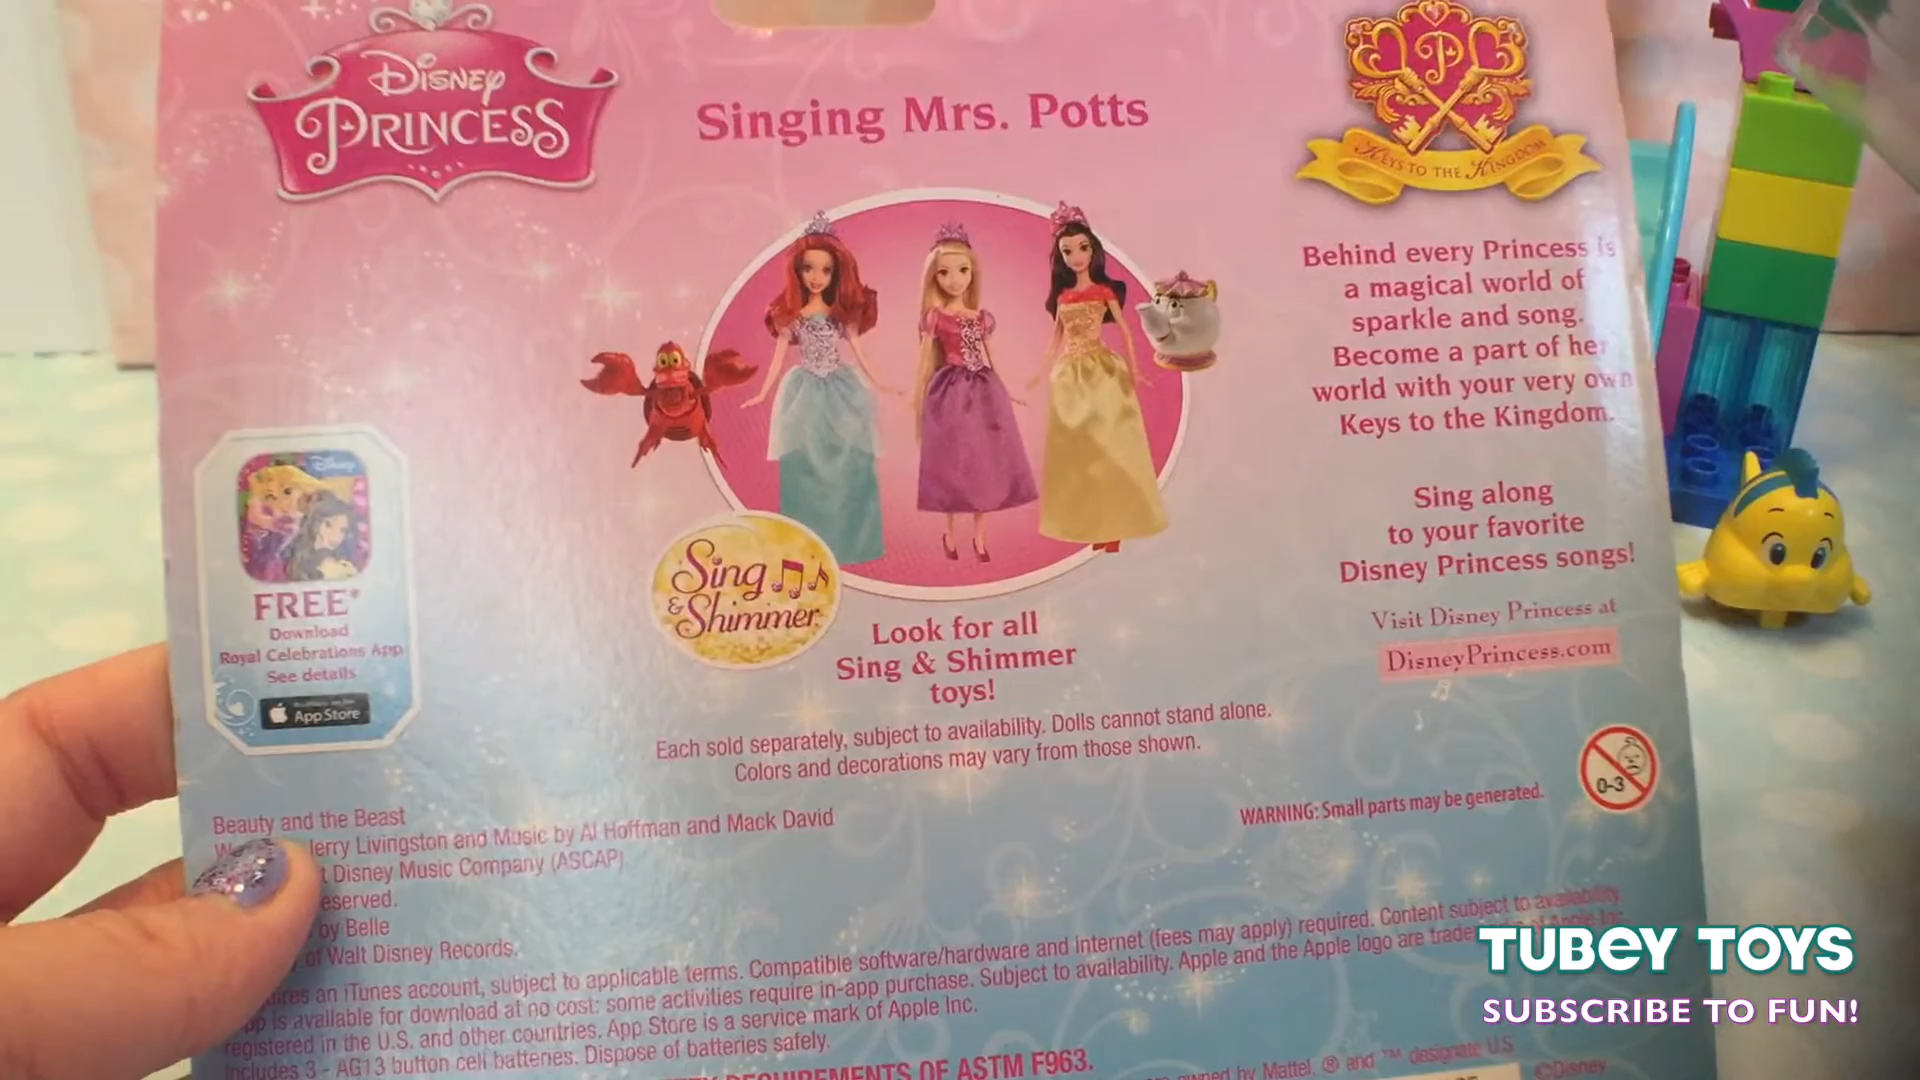 Disney
PRINCESS
Singing Mrs. Potts
P
KEYS TO THE KINGDOM
Behind every Princess is
a magical world of
sparkle and song.
Become a part of her
world with your very own
Keys to the Kingdom.
Sing along
to your favorite
Disney Princess songs!
Visit Disney Princess at
DisneyPrincess.com
Disney
FREE*
Download
Royal Celebrations App
See details
App Store
Sing
& Shimmer
Look for all
Sing & Shimmer
toys!
Each sold separately, subject to availability. Dolls cannot stand alone.
Colors and decorations may vary from those shown.
WARNING: Small parts may be generated.
0-3
Beauty and the Beast
Jerry Livingston and Music by Al Hoffman and Mack David
Disney Music Company (ASCAP)
eserved.
by Belle
of Walt Disney Records.
an iTunes account, subject to applicable terms. Compatible software/hardware and Internet (fees may apply) required. Content subject to availability.
is available for download at no cost: some activities require in-app purchase. Subject to availability. Apple and the Apple logo are of Apple Inc.
registered in the U.S. and other countries. App Store is a service mark of Apple Inc.
Includes 3 - AG13 button cell batteries. Dispose of batteries safely.
REQUIREMENTS OF ASTM F963.
owned by Mattel. ® and ™ designate U.S
©Disney
TUBEY TOYS
SUBSCRIBE TO FUN!